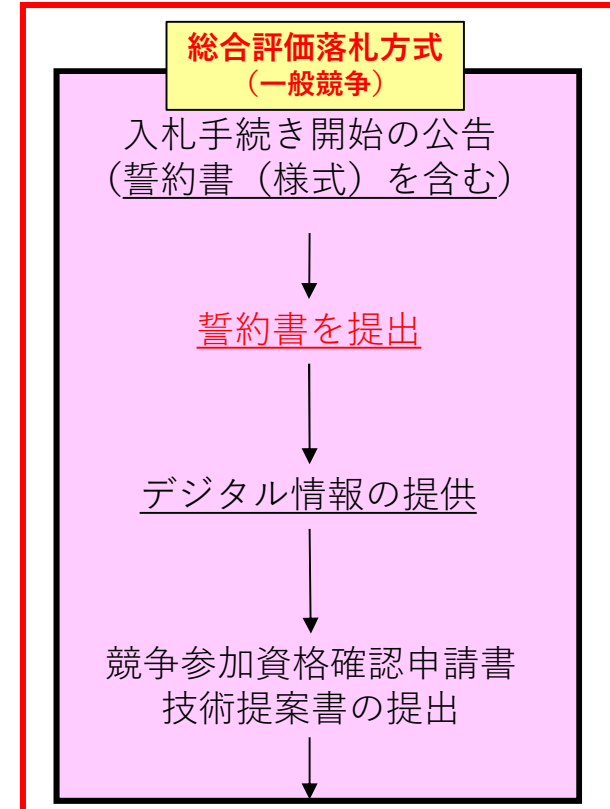 総合評価落札方式
（一般競争）
入札手続き開始の公告
（誓約書（様式）を含む）
誓約書を提出
デジタル情報の提供
競争参加資格確認申請書
技術提案書の提出